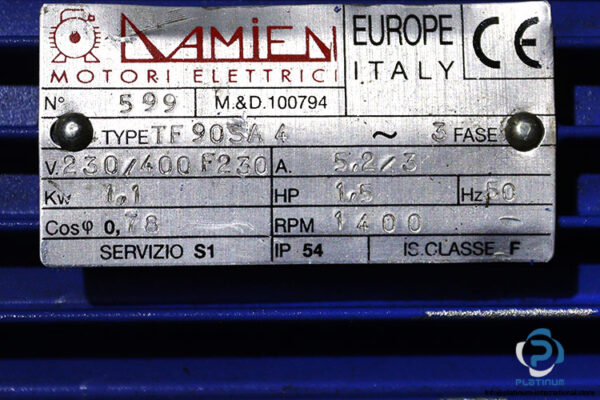 DAMIEN
MOTORI ELETTRICI
EUROPE
ITALY
CE
N° 599 M.&D.100794
TYPE TF 90SA 4 ~ 3 FASE
V. 230/400 F230 A. 5.2/3
Kw 1,1 HP 1.5 Hz 50
Cosφ 0,78 RPM 1400 -
SERVIZIO S1 IP 54 IS.CLASSE F
PLATINUM